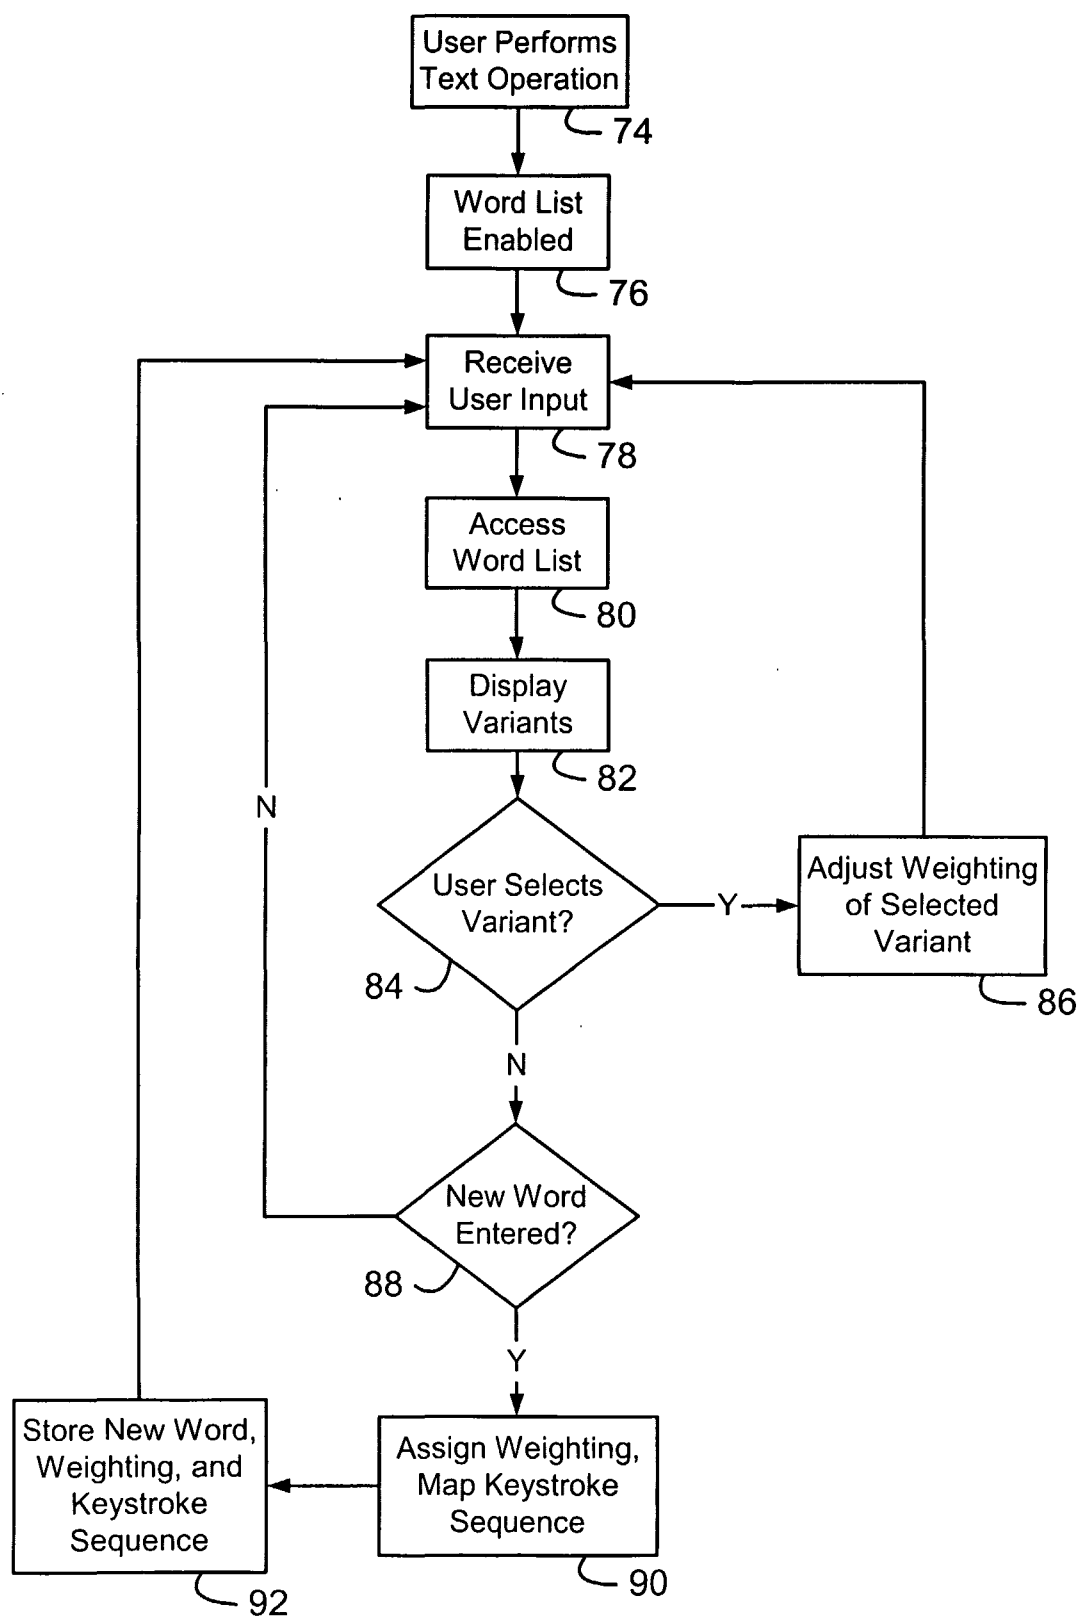 User Performs
Text Operation
74
Word List
Enabled
76
Receive
User Input
78
Access
Word List
80
Display
Variants
82
User Selects
Variant?
84
Y
Adjust Weighting
of Selected
Variant
86
N
N
New Word
Entered?
88
Y
Assign Weighting,
Map Keystroke
Sequence
90
Store New Word,
Weighting, and
Keystroke
Sequence
92